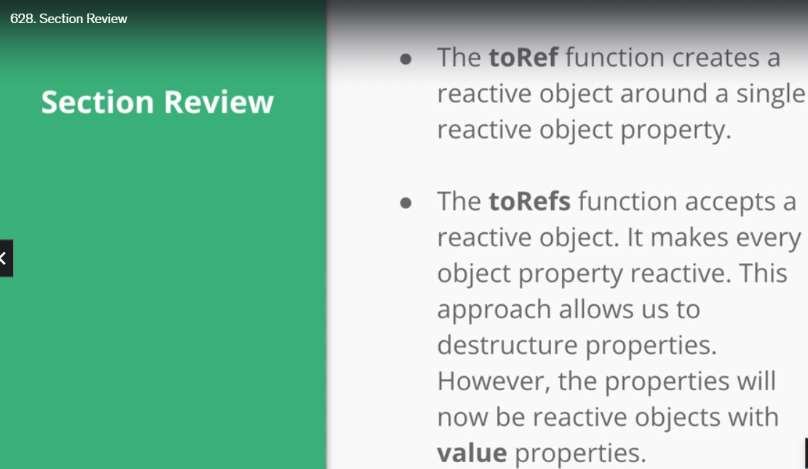 628. Section Review
Section Review
● The toRef function creates a
reactive object around a single
reactive object property.
● The toRefs function accepts a
reactive object. It makes every
object property reactive. This
approach allows us to
destructure properties.
However, the properties will
now be reactive objects with
value properties.